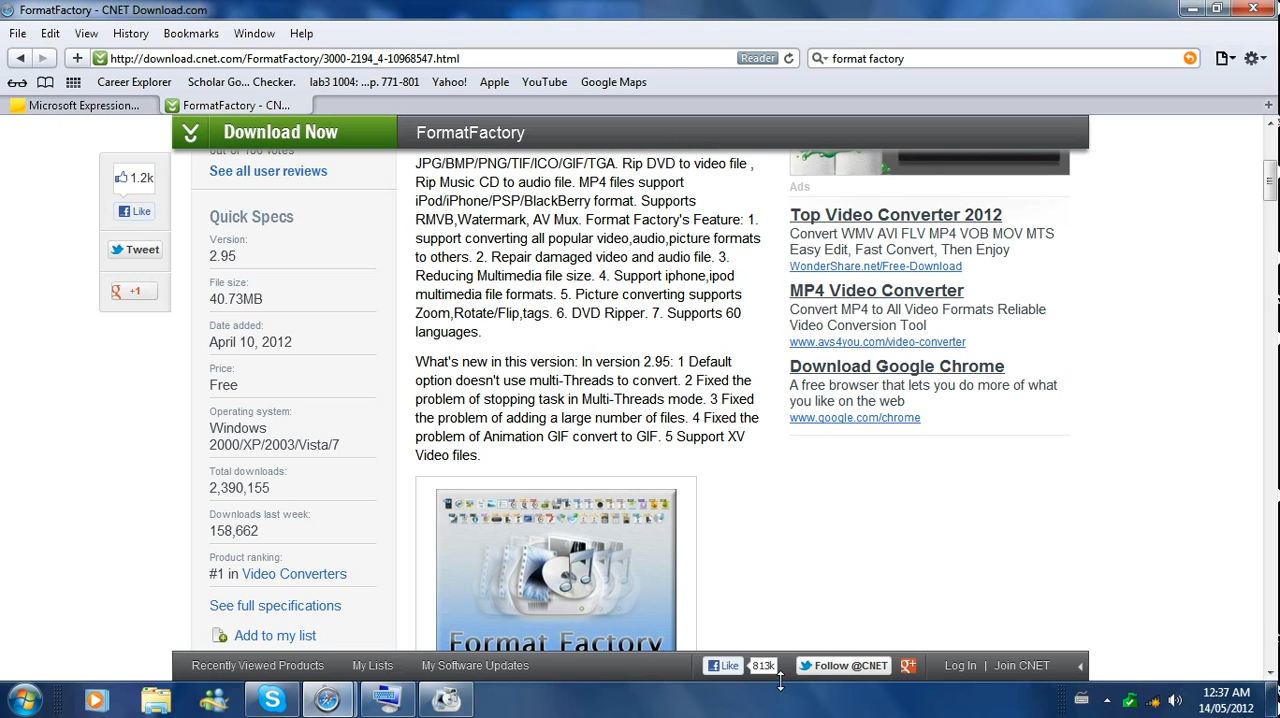 FormatFactory - CNET Download.com
File Edit View History Bookmarks Window Help
http://download.cnet.com/FormatFactory/3000-2194_4-10968547.html Reader format factory
Career Explorer Scholar Go... Checker. lab3 1004: ...p. 771-801 Yahoo! Apple YouTube Google Maps
Microsoft Expression... FormatFactory - CN...
Download Now FormatFactory
out of 100 votes
See all user reviews
1.2k
Like
Tweet
+1
Quick Specs
Version:
2.95
File size:
40.73MB
Date added:
April 10, 2012
Price:
Free
Operating system:
Windows
2000/XP/2003/Vista/7
Total downloads:
2,390,155
Downloads last week:
158,662
Product ranking:
#1 in Video Converters
See full specifications
Add to my list
JPG/BMP/PNG/TIF/ICO/GIF/TGA. Rip DVD to video file ,
Rip Music CD to audio file. MP4 files support
iPod/iPhone/PSP/BlackBerry format. Supports
RMVB,Watermark, AV Mux. Format Factory's Feature: 1.
support converting all popular video,audio,picture formats
to others. 2. Repair damaged video and audio file. 3.
Reducing Multimedia file size. 4. Support iphone,ipod
multimedia file formats. 5. Picture converting supports
Zoom,Rotate/Flip,tags. 6. DVD Ripper. 7. Supports 60
languages.
What's new in this version: In version 2.95: 1 Default
option doesn't use multi-Threads to convert. 2 Fixed the
problem of stopping task in Multi-Threads mode. 3 Fixed
the problem of adding a large number of files. 4 Fixed the
problem of Animation GIF convert to GIF. 5 Support XV
Video files.
Format Factory
Ads
Top Video Converter 2012
Convert WMV AVI FLV MP4 VOB MOV MTS
Easy Edit, Fast Convert, Then Enjoy
WonderShare.net/Free-Download
MP4 Video Converter
Convert MP4 to All Video Formats Reliable
Video Conversion Tool
www.avs4you.com/video-converter
Download Google Chrome
A free browser that lets you do more of what
you like on the web
www.google.com/chrome
Recently Viewed Products My Lists My Software Updates Like 813k Follow @CNET Log In | Join CNET
12:37 AM
14/05/2012